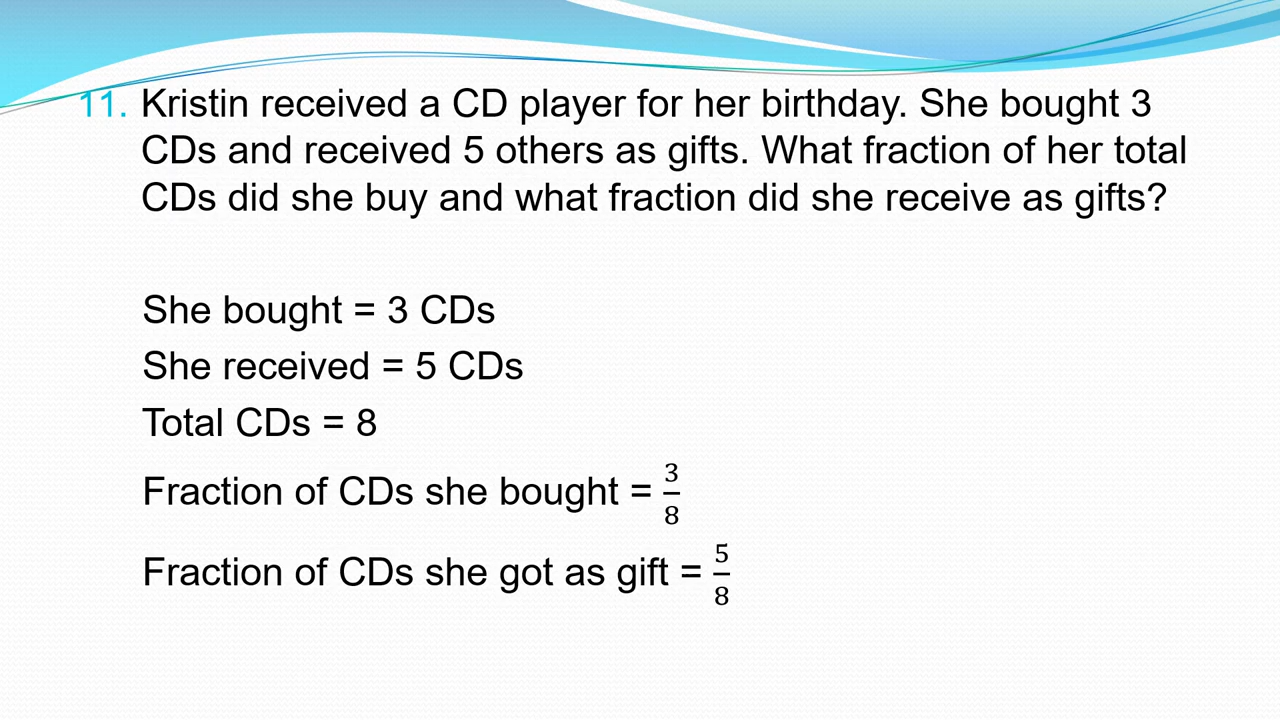 11. Kristin received a CD player for her birthday. She bought 3
CDs and received 5 others as gifts. What fraction of her total
CDs did she buy and what fraction did she receive as gifts?
She bought = 3 CDs
She received = 5 CDs
Total CDs = 8
Fraction of CDs she bought = 3/8
Fraction of CDs she got as gift = 5/8